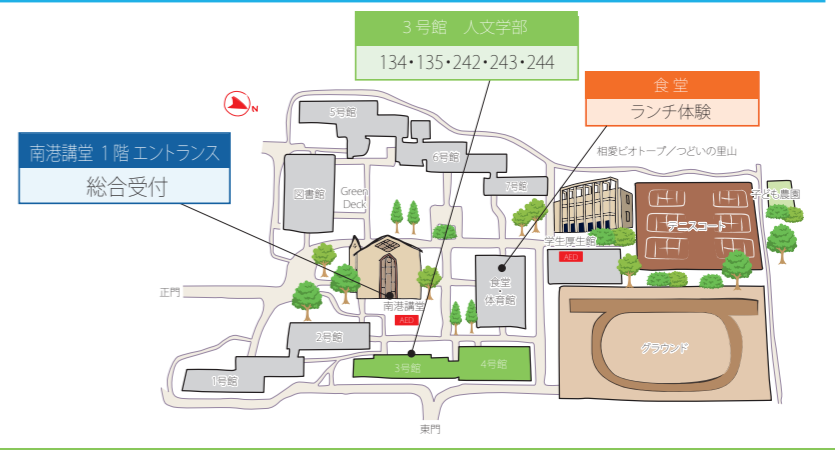 3号館 人文学部
134・135・242・243・244
食堂
ランチ体験
南港講堂 1階 エントランス
総合受付
N
5号館
6号館
7号館
相愛ビオトープ/つどいの里山
図書館
Green
Deck
子ども農園
テニスコート
学生厚生館
AED
食堂
・
体育館
正門
南港講堂
AED
2号館
1号館
3号館
4号館
グラウンド
東門